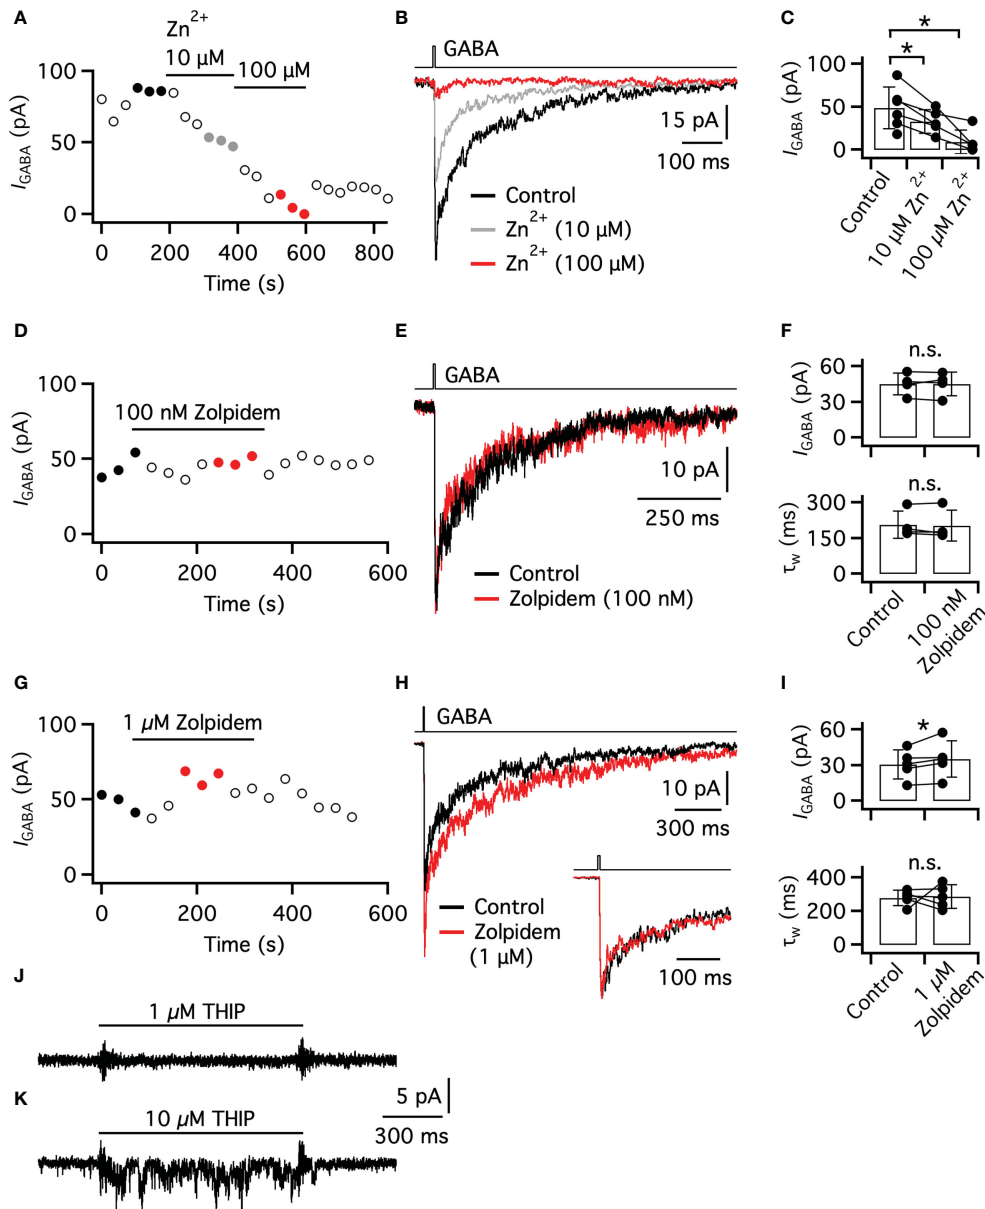 A
B
C
Zn2+
10 µM
100 µM
100
50
0
IGABA (pA)
0 200 400 600 800
Time (s)
GABA
15 pA
100 ms
Control
Zn2+ (10 µM)
Zn2+ (100 µM)
*
*
100
50
0
IGABA (pA)
Control
10 µM Zn2+
100 µM Zn2+
D
E
F
100 nM Zolpidem
100
50
0
IGABA (pA)
0 200 400 600
Time (s)
GABA
10 pA
250 ms
Control
Zolpidem (100 nM)
n.s.
60
30
0
IGABA (pA)
n.s.
300
150
0
τw (ms)
Control
100 nM
Zolpidem
G
H
I
1 µM Zolpidem
100
50
0
IGABA (pA)
0 200 400 600
Time (s)
GABA
10 pA
300 ms
Control
Zolpidem
(1 µM)
100 ms
*
60
30
0
IGABA (pA)
n.s.
400
200
0
τw (ms)
Control
1 µM
Zolpidem
J
1 µM THIP
K
10 µM THIP
5 pA
300 ms